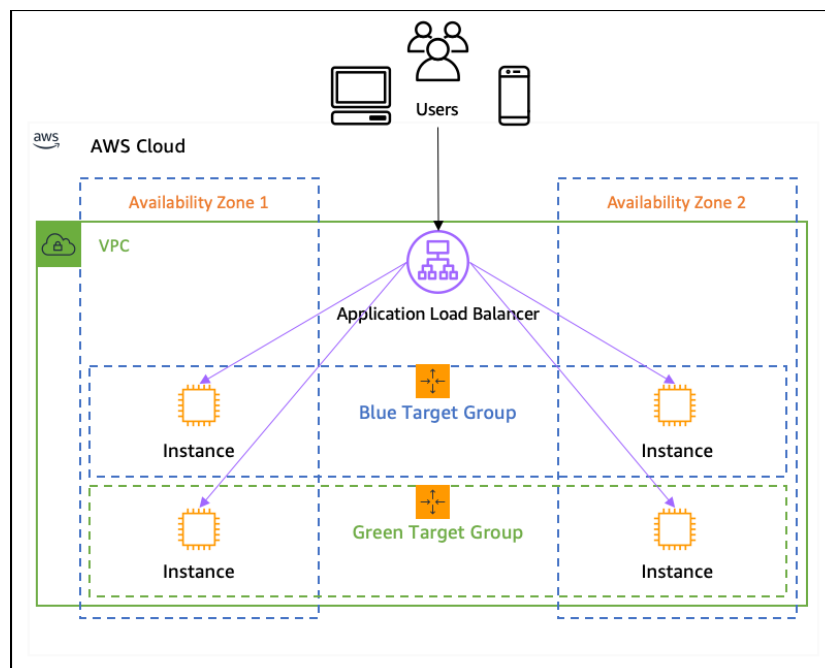 Users
aws
AWS Cloud
Availability Zone 1
Availability Zone 2
VPC
Application Load Balancer
Blue Target Group
Instance
Instance
Green Target Group
Instance
Instance